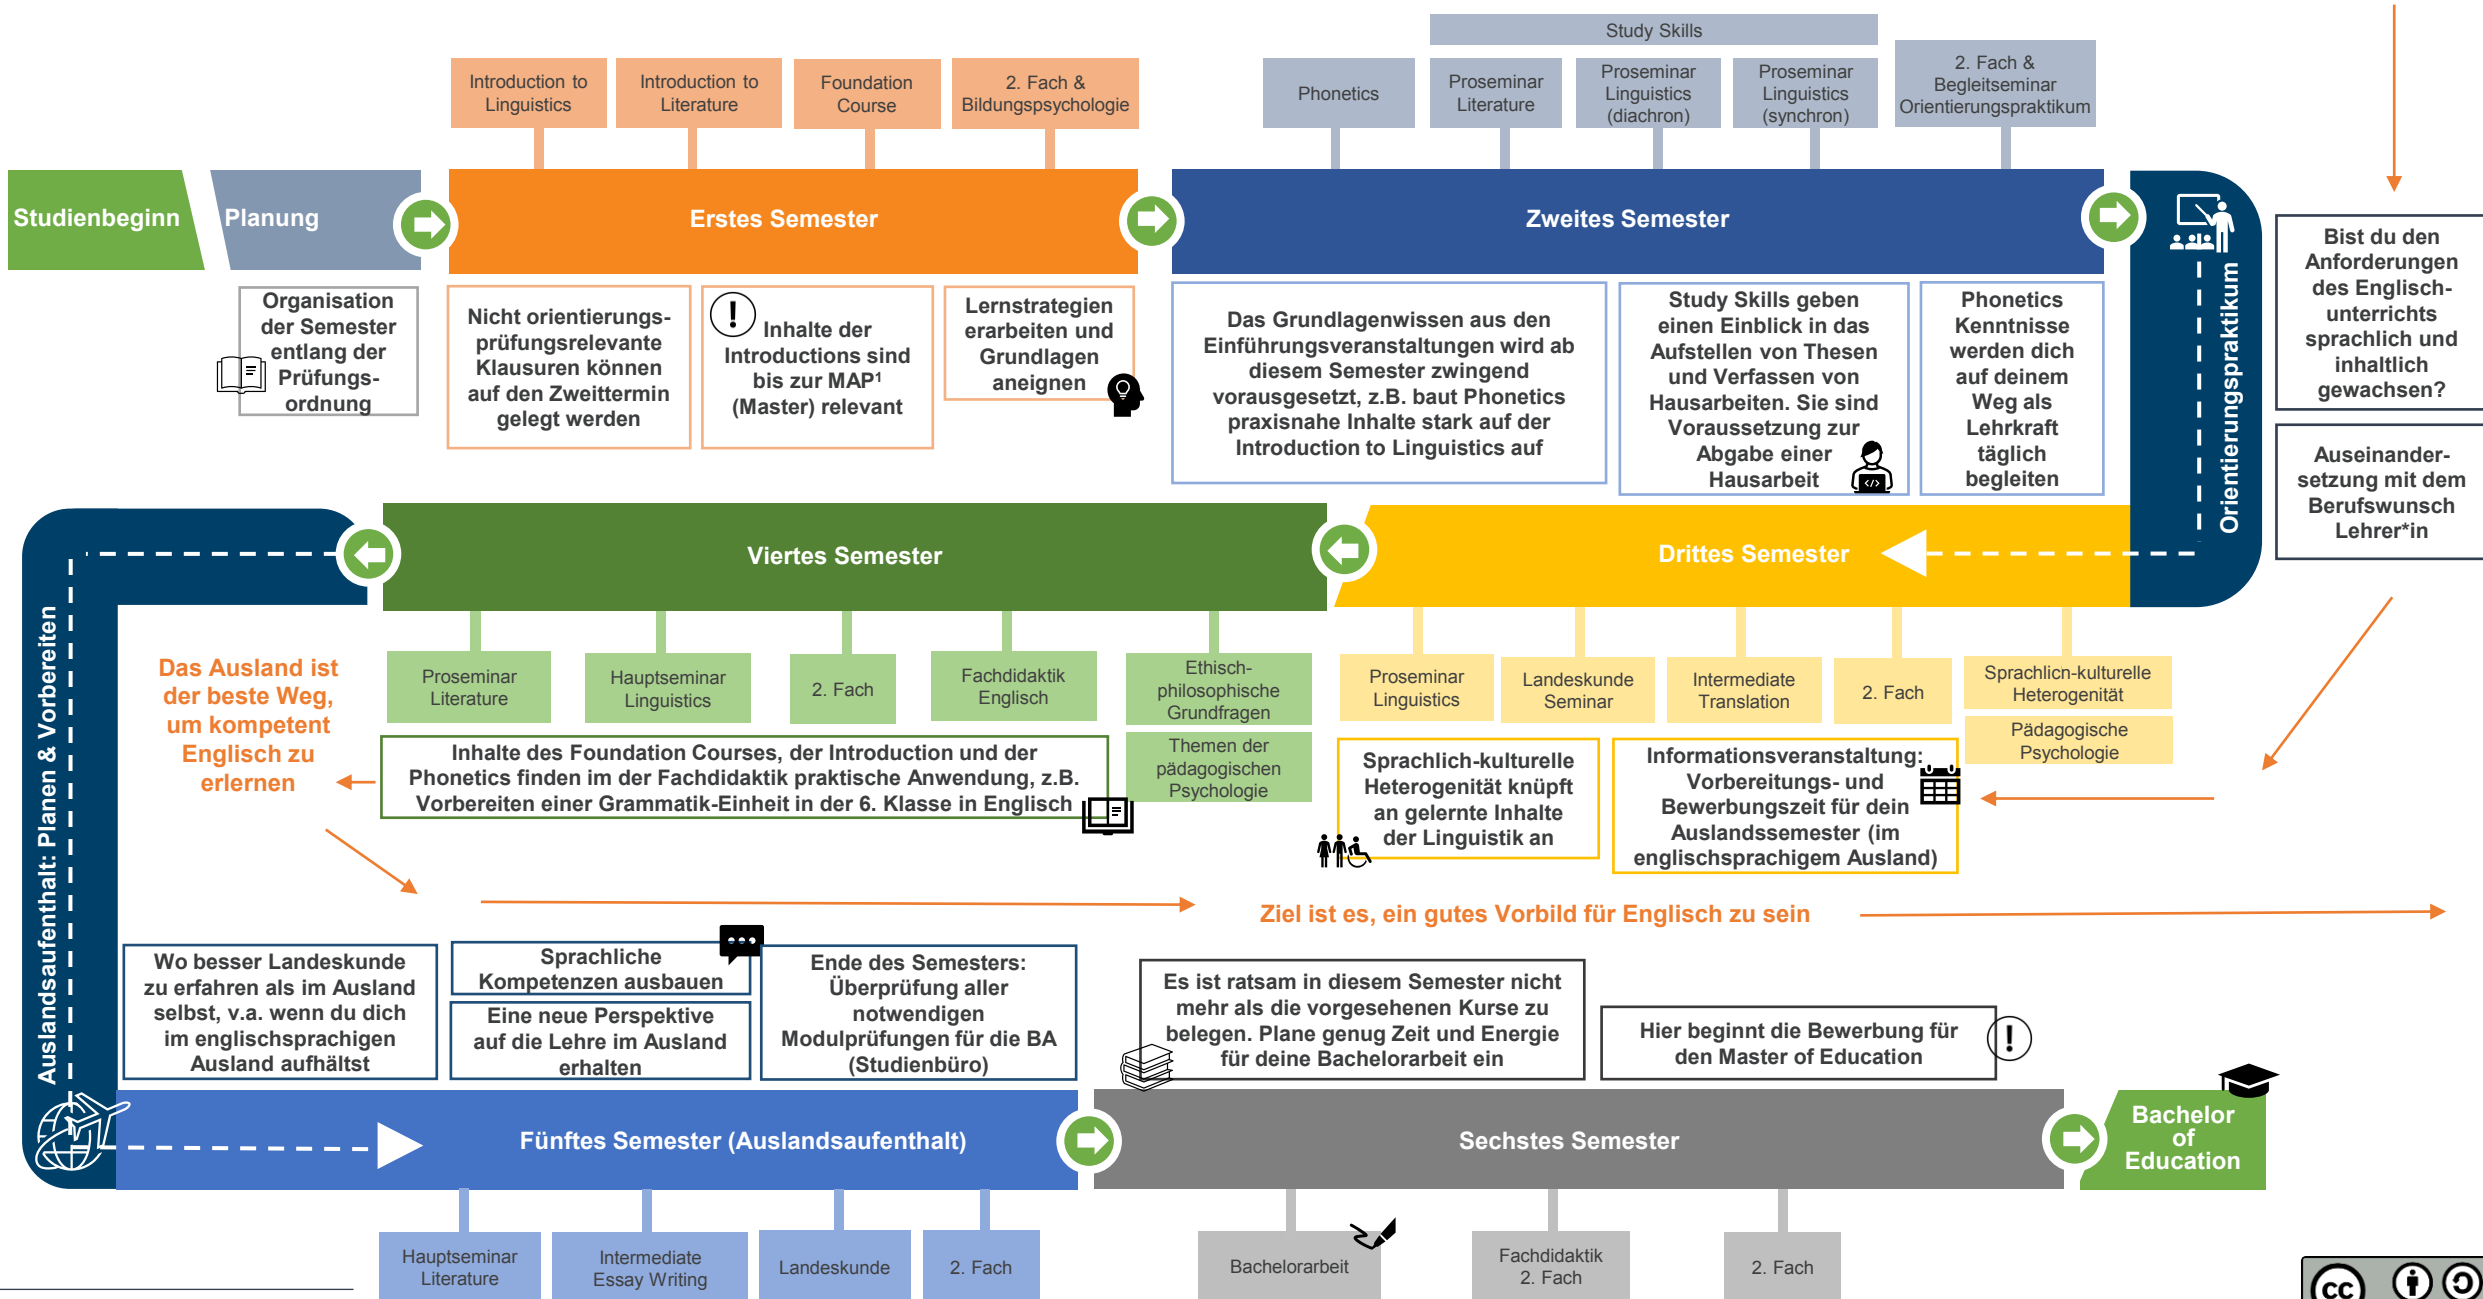 Study Skills
Introduction to
Linguistics
Introduction to
Literature
Foundation
Course
2. Fach &
Bildungspsychologie
Phonetics
Proseminar
Literature
Proseminar
Linguistics
(diachron)
Proseminar
Linguistics
(synchron)
2. Fach &
Begleitseminar
Orientierungspraktikum
Studienbeginn
Planung
Erstes Semester
Zweites Semester
Orientierungspraktikum
Organisation
der Semester
entlang der
Prüfungs-
ordnung
Nicht orientierungs-
prüfungsrelevante
Klausuren können
auf den Zweittermin
gelegt werden
!
Inhalte der
Introductions sind
bis zur MAP¹
(Master) relevant
Lernstrategien
erarbeiten und
Grundlagen
aneignen
Das Grundlagenwissen aus den
Einführungsveranstaltungen wird ab
diesem Semester zwingend
vorausgesetzt, z.B. baut Phonetics
praxisnahe Inhalte stark auf der
Introduction to Linguistics auf
Study Skills geben
einen Einblick in das
Aufstellen von Thesen
und Verfassen von
Hausarbeiten. Sie sind
Voraussetzung zur
Abgabe einer
Hausarbeit
Phonetics
Kenntnisse
werden dich
auf deinem
Weg als
Lehrkraft
täglich
begleiten
Bist du den
Anforderungen
des Englisch-
unterrichts
sprachlich und
inhaltlich
gewachsen?
Auseinander-
setzung mit dem
Berufswunsch
Lehrer*in
Drittes Semester
Viertes Semester
Proseminar
Linguistics
Landeskunde
Seminar
Intermediate
Translation
2. Fach
Sprachlicn-kulturelle
Heterogenität
Pädagogische
Psychologie
Sprachlich-kulturelle
Heterogenität knüpft
an gelernte Inhalte
der Linguistik an
Informationsveranstaltung:
Vorbereitungs- und
Bewerbungszeit für dein
Auslandssemester (im
englischsprachigem Ausland)
Proseminar
Literature
Hauptseminar
Linguistics
2. Fach
Fachdidaktik
Englisch
Ethisch-
philosophische
Grundfragen
Themen der
pädagogischen
Psychologie
Inhalte des Foundation Courses, der Introduction und der
Phonetics finden im der Fachdidaktik praktische Anwendung, z.B.
Vorbereiten einer Grammatik-Einheit in der 6. Klasse in Englisch
Auslandsaufenthalt: Planen & Vorbereiten
Das Ausland ist
der beste Weg,
um kompetent
Englisch zu
erlernen
Ziel ist es, ein gutes Vorbild für Englisch zu sein
Wo besser Landeskunde
zu erfahren als im Ausland
selbst, v.a. wenn du dich
im englischsprachigen
Ausland aufhältst
Sprachliche
Kompetenzen ausbauen
Eine neue Perspektive
auf die Lehre im Ausland
erhalten
Ende des Semesters:
Überprüfung aller
notwendigen
Modulprüfungen für die BA
(Studienbüro)
Es ist ratsam in diesem Semester nicht
mehr als die vorgesehenen Kurse zu
belegen. Plane genug Zeit und Energie
für deine Bachelorarbeit ein
Hier beginnt die Bewerbung für
den Master of Education
!
Fünftes Semester (Auslandsaufenthalt)
Sechstes Semester
Bachelor
of
Education
Hauptseminar
Literature
Intermediate
Essay Writing
Landeskunde
2. Fach
Bachelorarbeit
Fachdidaktik
2. Fach
2. Fach
cc